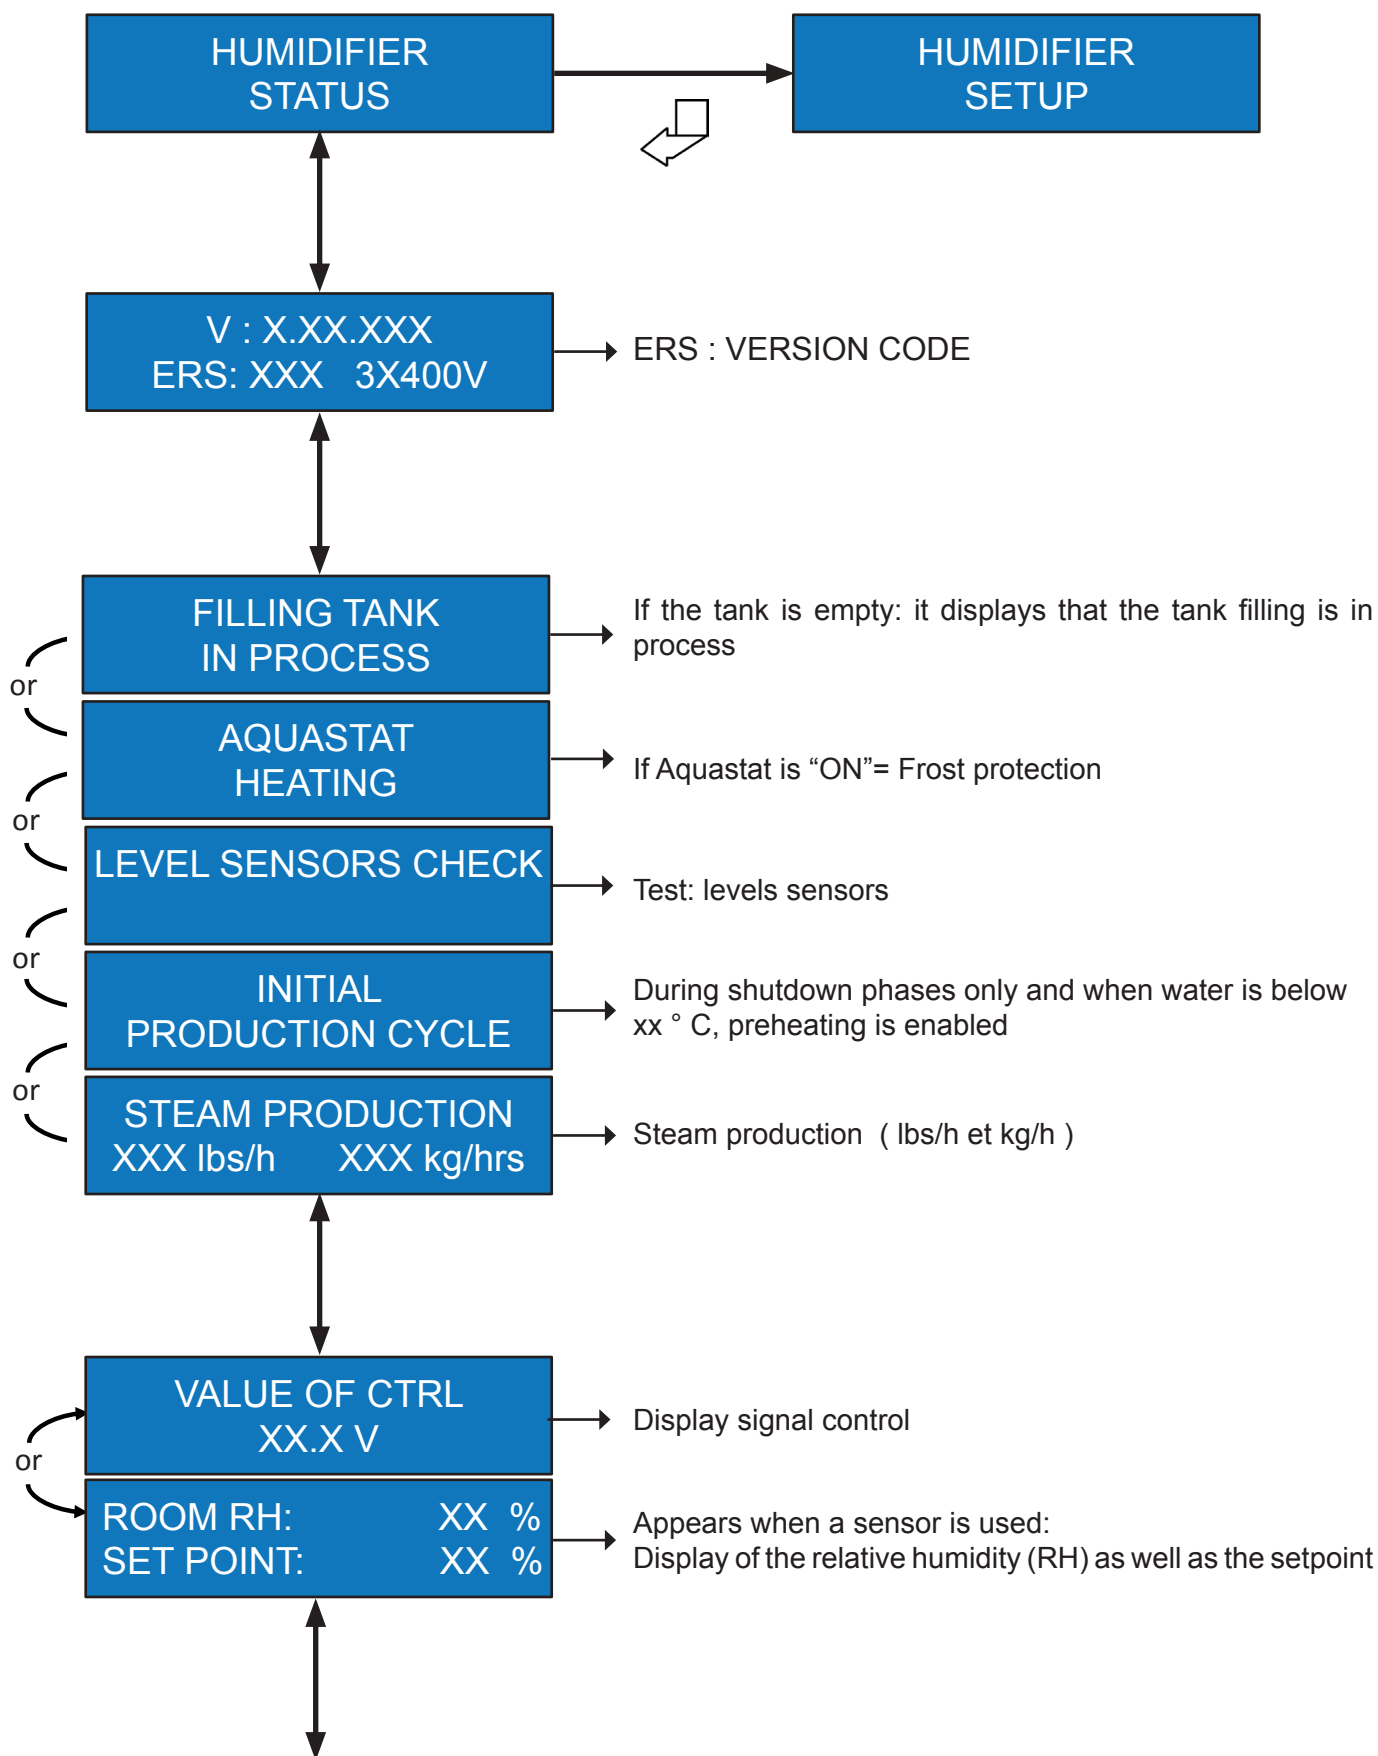 HUMIDIFIER
STATUS
HUMIDIFIER
SETUP
V : X.XX.XXX
ERS: XXX 3X400V
ERS : VERSION CODE
FILLING TANK
IN PROCESS
If the tank is empty: it displays that the tank filling is in
process
or
AQUASTAT
HEATING
If Aquastat is “ON”= Frost protection
or
LEVEL SENSORS CHECK
Test: levels sensors
or
INITIAL
PRODUCTION CYCLE
During shutdown phases only and when water is below
xx ° C, preheating is enabled
or
STEAM PRODUCTION
XXX lbs/h XXX kg/hrs
Steam production ( lbs/h et kg/h )
VALUE OF CTRL
XX.X V
Display signal control
or
ROOM RH: XX %
SET POINT: XX %
Appears when a sensor is used:
Display of the relative humidity (RH) as well as the setpoint